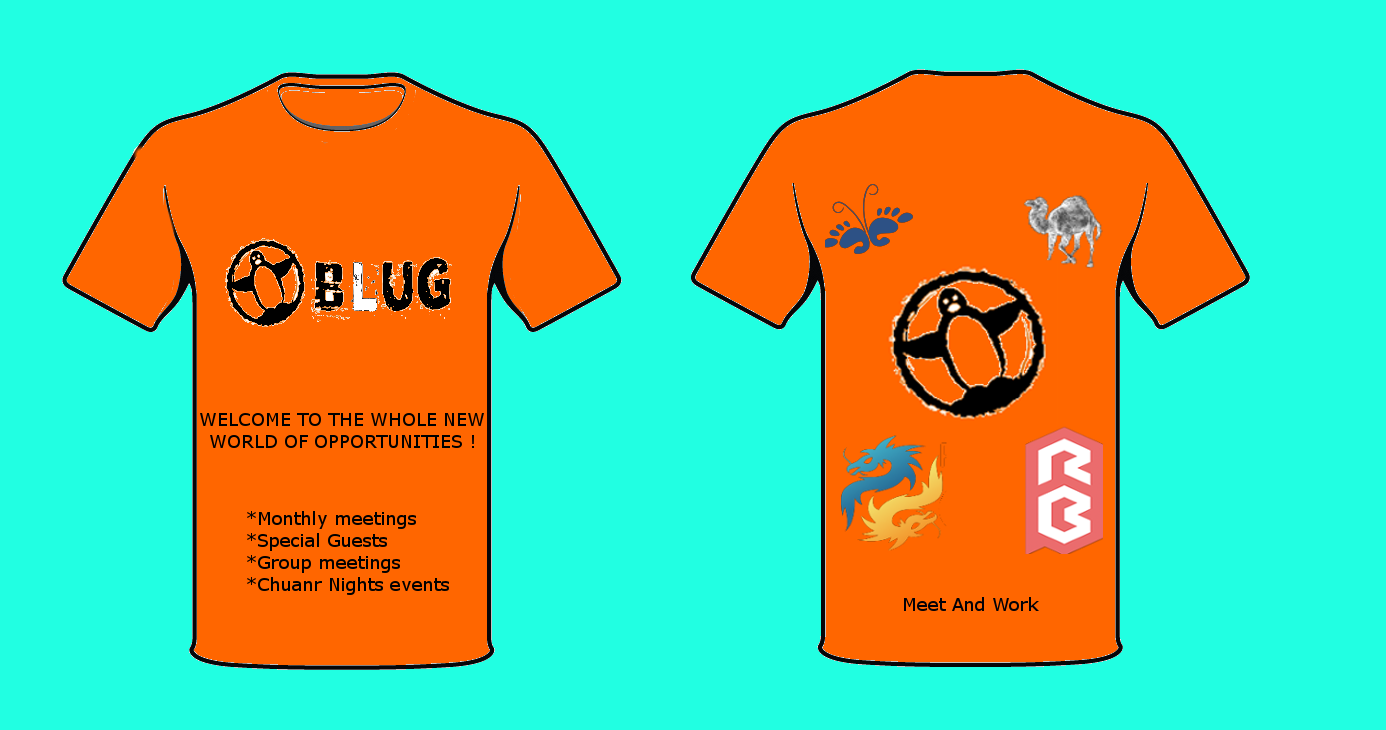 BLUG
WELCOME TO THE WHOLE NEW
WORLD OF OPPORTUNITIES !
*Monthly meetings
*Special Guests
*Group meetings
*Chuanr Nights events
R
B
Meet And Work